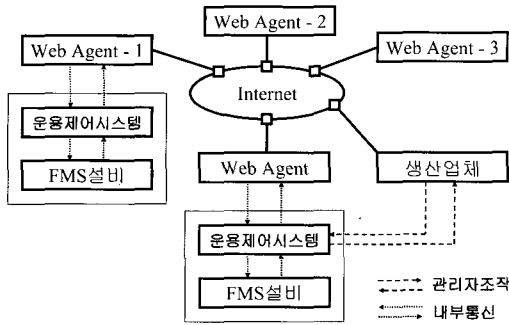 Web Agent - 2
Web Agent - 1
Web Agent - 3
Internet
운용제어시스템
FMS설비
Web Agent
생산업체
운용제어시스템
FMS설비
관리자조작
내부통신